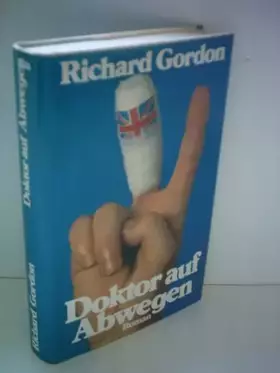 Richard Gordon
Doktor auf
Abwegen
Roman
Richard Gordon Doktor auf Abwegen